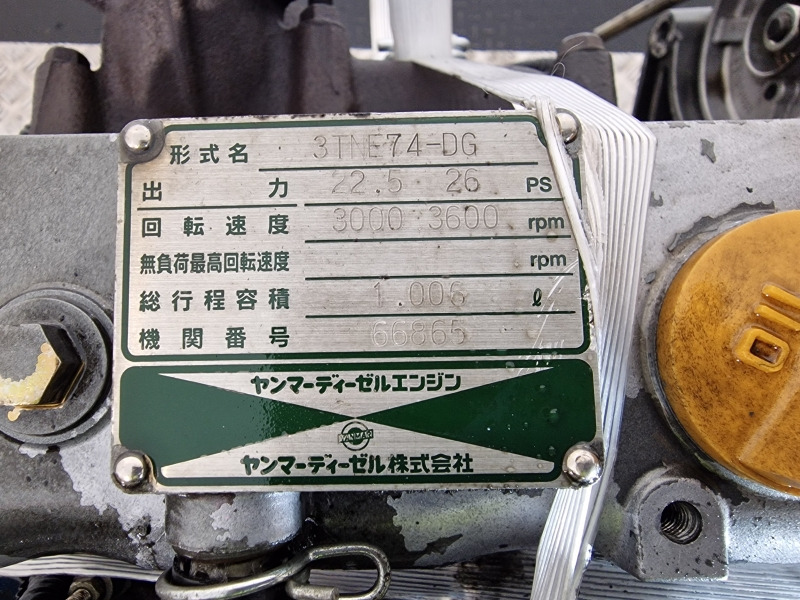 形式名 3TNE74-DG
出力 22.5 26 PS
回転速度 3000 3600 rpm
無負荷最高回転速度 rpm
総行程容積 1.006 ℓ
機関番号 66865
ヤンマーディーゼルエンジン
YANMAR
ヤンマーディーゼル株式会社
OIL